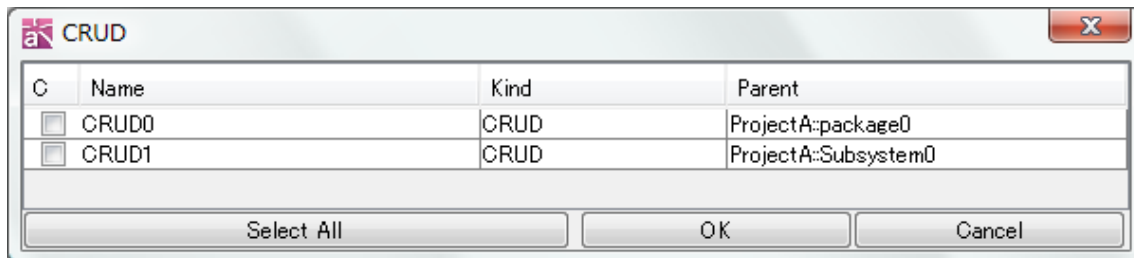 CRUD
C Name Kind Parent
CRUD0 CRUD ProjectA::package0
CRUD1 CRUD ProjectA::Subsystem0
Select All OK Cancel